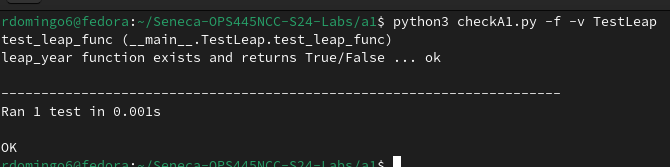 rdomingo6@fedora:~/Seneca-OPS445NCC-S24-Labs/a1$ python3 checkA1.py -f -v TestLeap
test_leap_func (__main__.TestLeap.test_leap_func)
leap_year function exists and returns True/False ... ok
----------------------------------------------------------------------
Ran 1 test in 0.001s
OK
rdomingo6@fedora:~/Seneca-OPS445NCC-S24-Labs/a1$